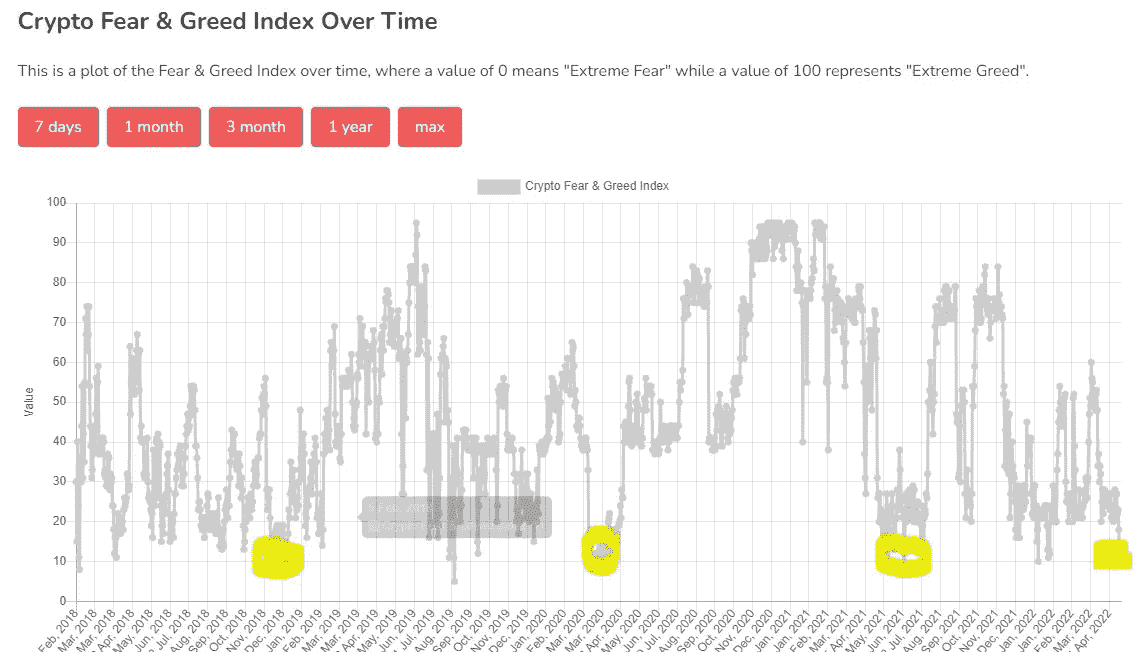 Crypto Fear & Greed Index Over Time
This is a plot of the Fear & Greed Index over time, where a value of 0 means "Extreme Fear" while a value of 100 represents "Extreme Greed".
7 days 1 month 3 month 1 year max
Crypto Fear & Greed Index
100
90
80
70
60
50
40
30
20
10
0
Value
Feb, 2018 Mar, 2018 Mar, 2018 Apr, 2018 May, 2018 Jun, 2018 Jul, 2018 Aug, 2018 Sep, 2018 Oct, 2018 Nov, 2018 Dec, 2018 Jan, 2019 Feb, 2019 Mar, 2019 Mar, 2019 Apr, 2019 May, 2019 Jun, 2019 Jul, 2019 Aug, 2019 Sep, 2019 Oct, 2019 Nov, 2019 Dec, 2019 Jan, 2020 Feb, 2020 Mar, 2020 Mar, 2020 Apr, 2020 May, 2020 Jun, 2020 Jul, 2020 Aug, 2020 Sep, 2020 Oct, 2020 Nov, 2020 Dec, 2020 Jan, 2021 Feb, 2021 Mar, 2021 Apr, 2021 May, 2021 Jun, 2021 Jul, 2021 Aug, 2021 Sep, 2021 Oct, 2021 Nov, 2021 Dec, 2021 Jan, 2022 Feb, 2022 Mar, 2022 Apr, 2022